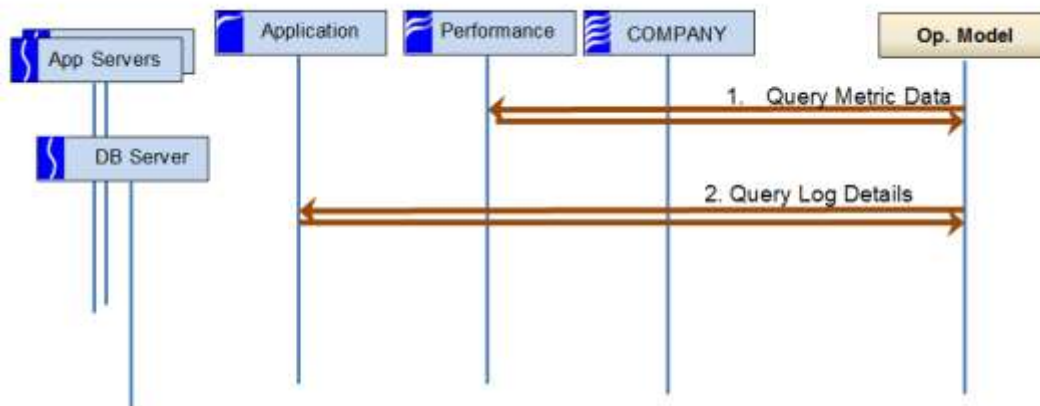 App Servers
Application
Performance
COMPANY
Op. Model
1. Query Metric Data
DB Server
2. Query Log Details